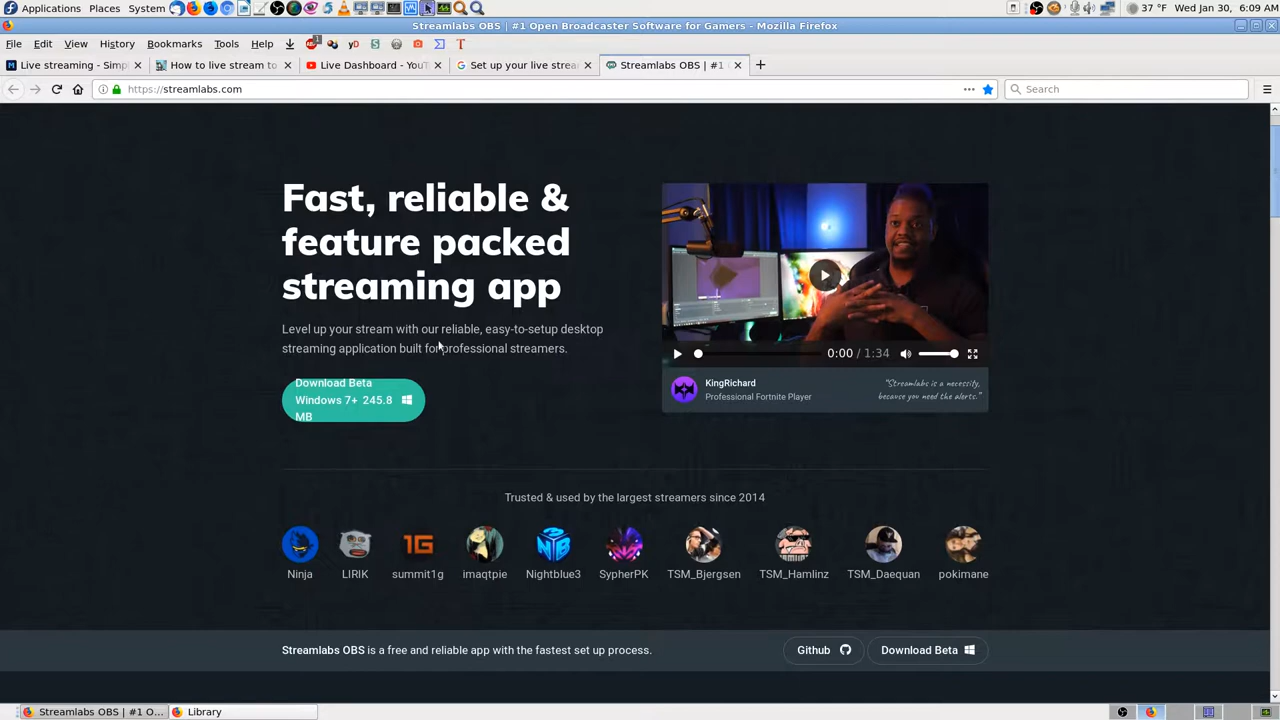 Applications Places System 37 °F Wed Jan 30, 6:09 AM
Streamlabs OBS | #1 Open Broadcaster Software for Gamers - Mozilla Firefox
File Edit View History Bookmarks Tools Help
Live streaming - Simpl
How to live stream to
Live Dashboard - YouT
Set up your live strea
Streamlabs OBS | #1
https://streamlabs.com
Search
Fast, reliable &
feature packed
streaming app
Level up your stream with our reliable, easy-to-setup desktop
streaming application built for professional streamers.
Download Beta
Windows 7+ 245.8
MB
0:00 / 1:34
KingRichard
Professional Fortnite Player
“Streamlabs is a necessity,
because you need the alerts.”
Trusted & used by the largest streamers since 2014
1G
Ninja LIRIK summit1g imaqtpie Nightblue3 SypherPK TSM_Bjergsen TSM_Hamlinz TSM_Daequan pokimane
Streamlabs OBS is a free and reliable app with the fastest set up process.
Github
Download Beta
Streamlabs OBS | #1 O...
Library